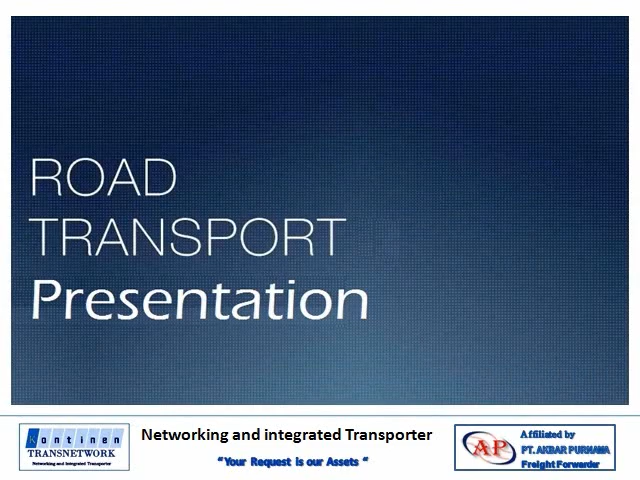 ROAD
TRANSPORT
Presentation
Kontinen
TRANSNETWORK
Networking and Integrated Transporter
Networking and integrated Transporter
“Your Request is our Assets “
AP
Affiliated by
PT. AKBAR PURNAMA
Freight Forwarder